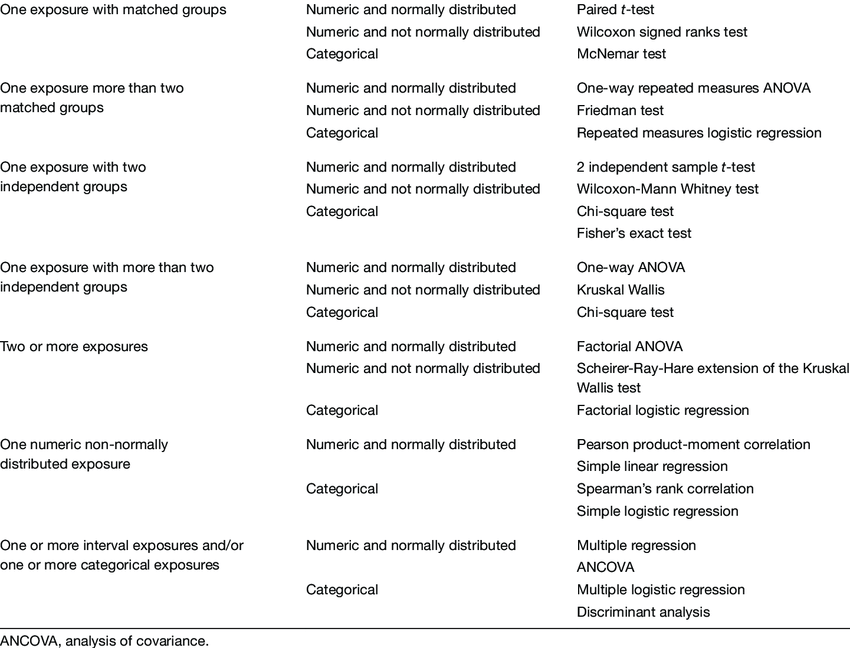 One exposure with matched groups Numeric and normally distributed Paired t-test
Numeric and not normally distributed Wilcoxon signed ranks test
Categorical McNemar test
One exposure more than two Numeric and normally distributed One-way repeated measures ANOVA
matched groups Numeric and not normally distributed Friedman test
Categorical Repeated measures logistic regression
One exposure with two Numeric and normally distributed 2 independent sample t-test
independent groups Numeric and not normally distributed Wilcoxon-Mann Whitney test
Categorical Chi-square test
Fisher's exact test
One exposure with more than two Numeric and normally distributed One-way ANOVA
independent groups Numeric and not normally distributed Kruskal Wallis
Categorical Chi-square test
Two or more exposures Numeric and normally distributed Factorial ANOVA
Numeric and not normally distributed Scheirer-Ray-Hare extension of the Kruskal
Wallis test
Categorical Factorial logistic regression
One numeric non-normally Numeric and normally distributed Pearson product-moment correlation
distributed exposure Simple linear regression
Categorical Spearman's rank correlation
Simple logistic regression
One or more interval exposures and/or Numeric and normally distributed Multiple regression
one or more categorical exposures ANCOVA
Categorical Multiple logistic regression
Discriminant analysis
ANCOVA, analysis of covariance.